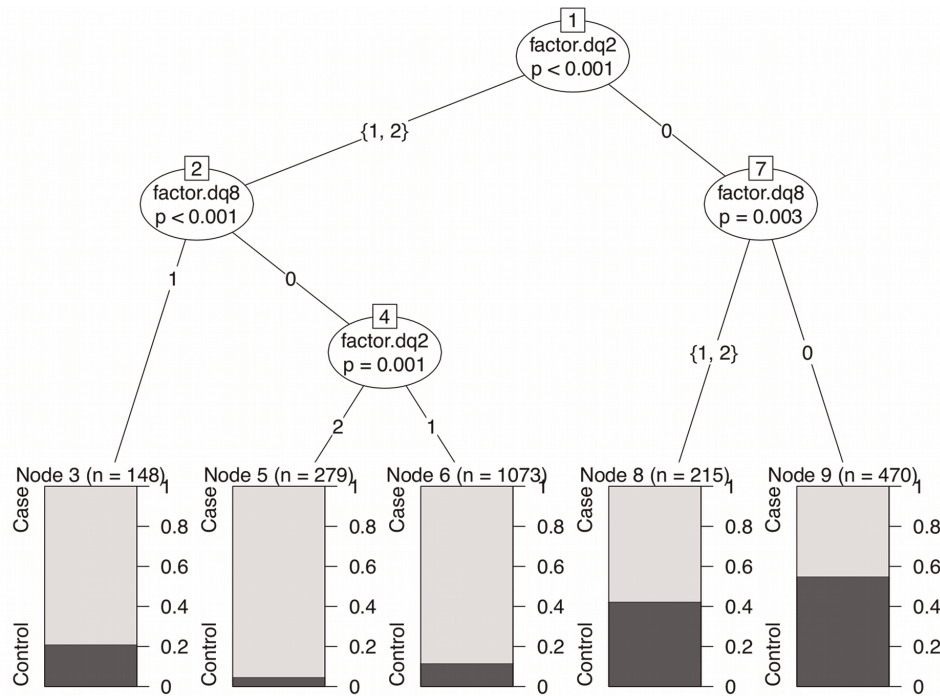 1
factor.dq2
p < 0.001
{1, 2}
0
2
factor.dq8
p < 0.001
7
factor.dq8
p = 0.003
1
0
4
factor.dq2
p = 0.001
{1, 2}
0
2
1
Node 3 (n = 148)
Node 5 (n = 279)
Node 6 (n = 1073)
Node 8 (n = 215)
Node 9 (n = 470)
Case
Control
1
0.8
0.6
0.4
0.2
0
Case
Control
1
0.8
0.6
0.4
0.2
0
Case
Control
1
0.8
0.6
0.4
0.2
0
Case
Control
1
0.8
0.6
0.4
0.2
0
Case
Control
1
0.8
0.6
0.4
0.2
0